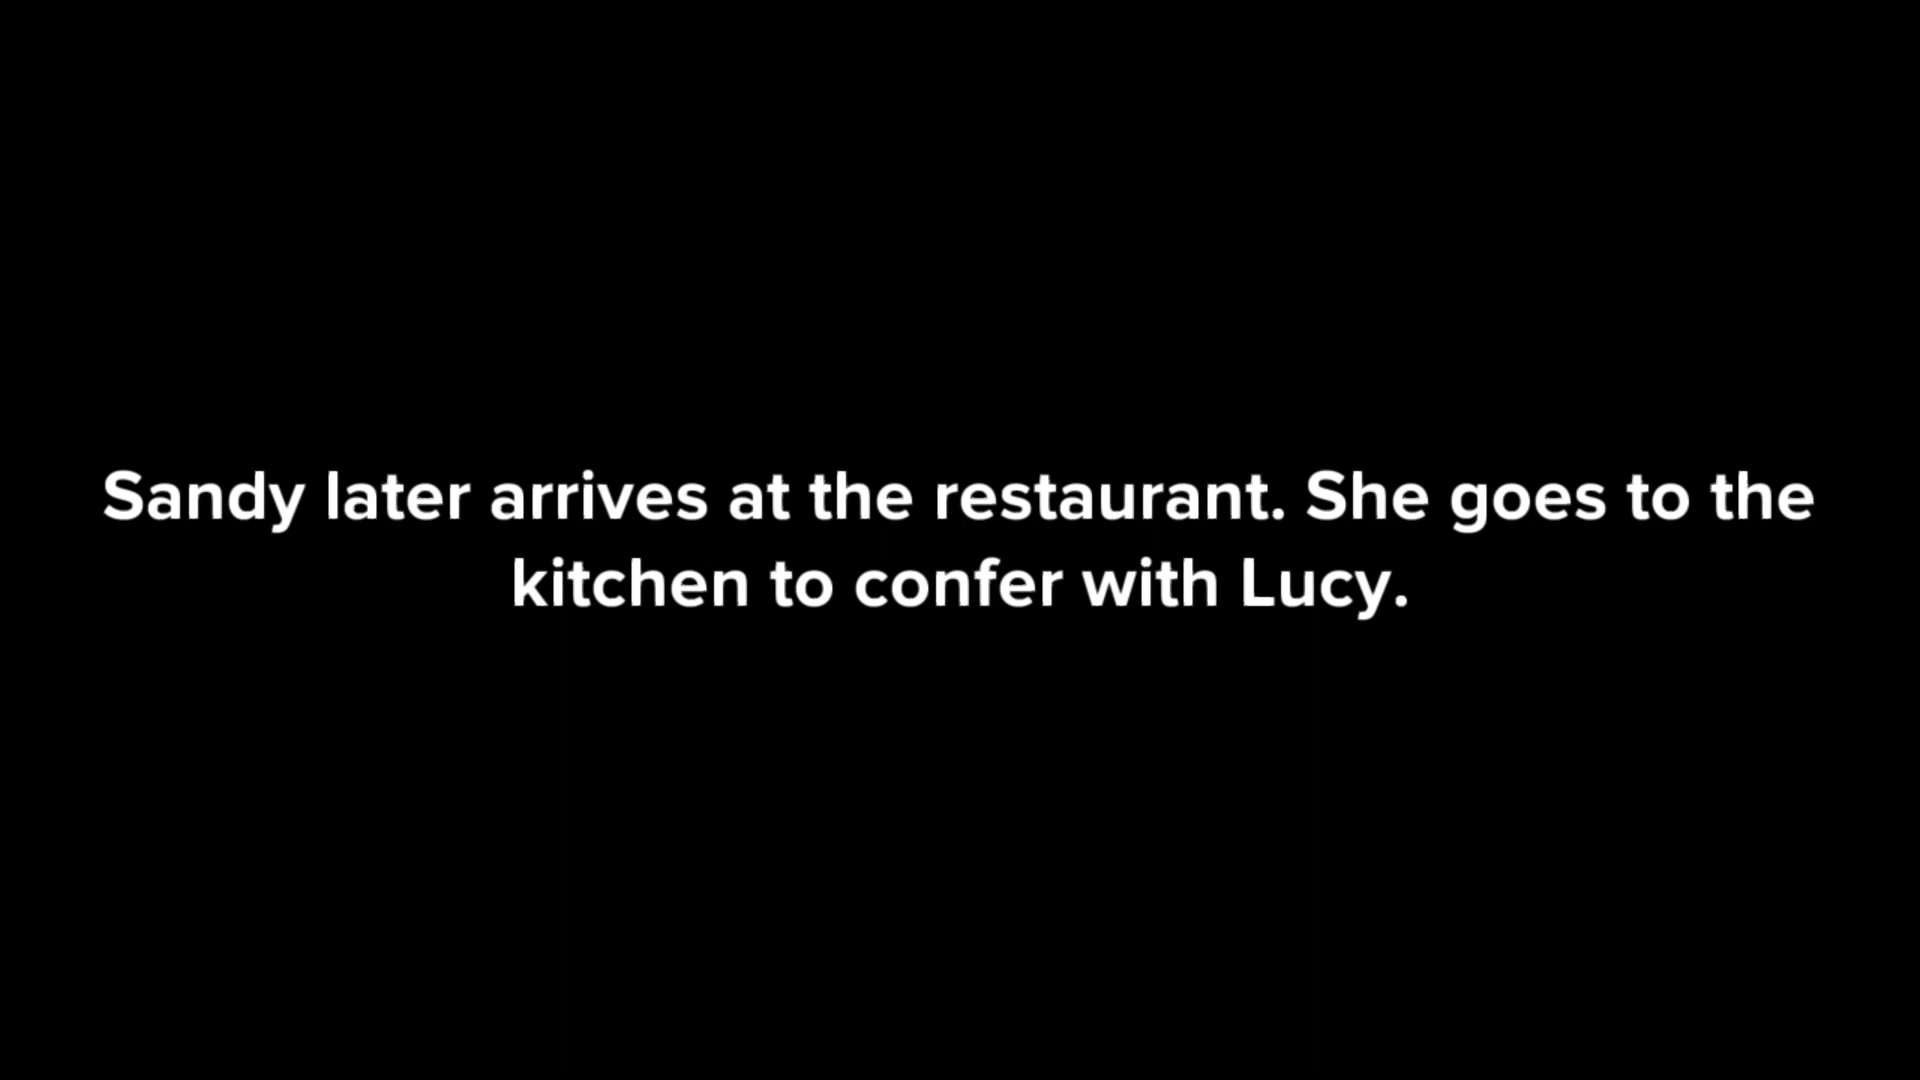 Sandy later arrives at the restaurant. She goes to the
kitchen to confer with Lucy.